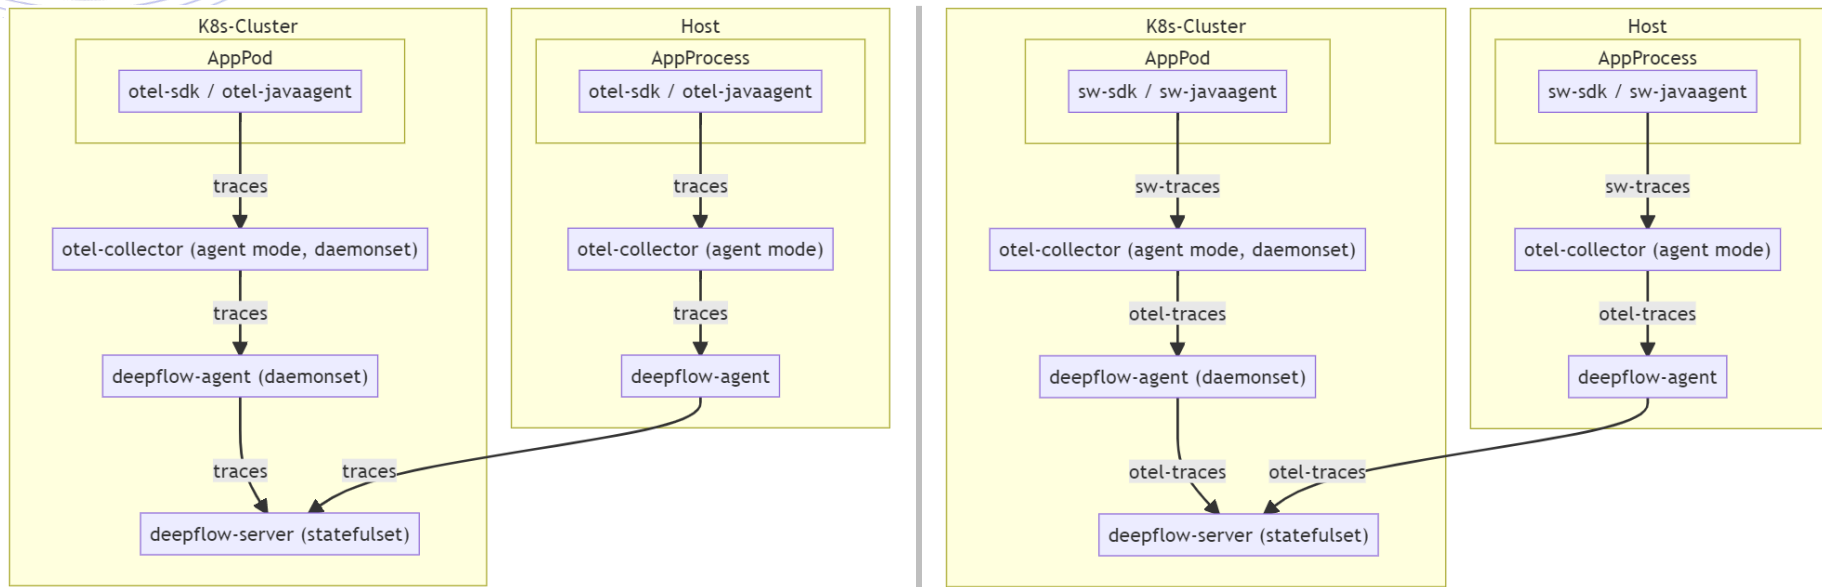 K8s-Cluster
AppPod
otel-sdk / otel-javaagent
traces
otel-collector (agent mode, daemonset)
traces
deepflow-agent (daemonset)
traces
deepflow-server (statefulset)
Host
AppProcess
otel-sdk / otel-javaagent
traces
otel-collector (agent mode)
traces
deepflow-agent
traces
K8s-Cluster
AppPod
sw-sdk / sw-javaagent
sw-traces
otel-collector (agent mode, daemonset)
otel-traces
deepflow-agent (daemonset)
otel-traces
deepflow-server (statefulset)
Host
AppProcess
sw-sdk / sw-javaagent
sw-traces
otel-collector (agent mode)
otel-traces
deepflow-agent
otel-traces